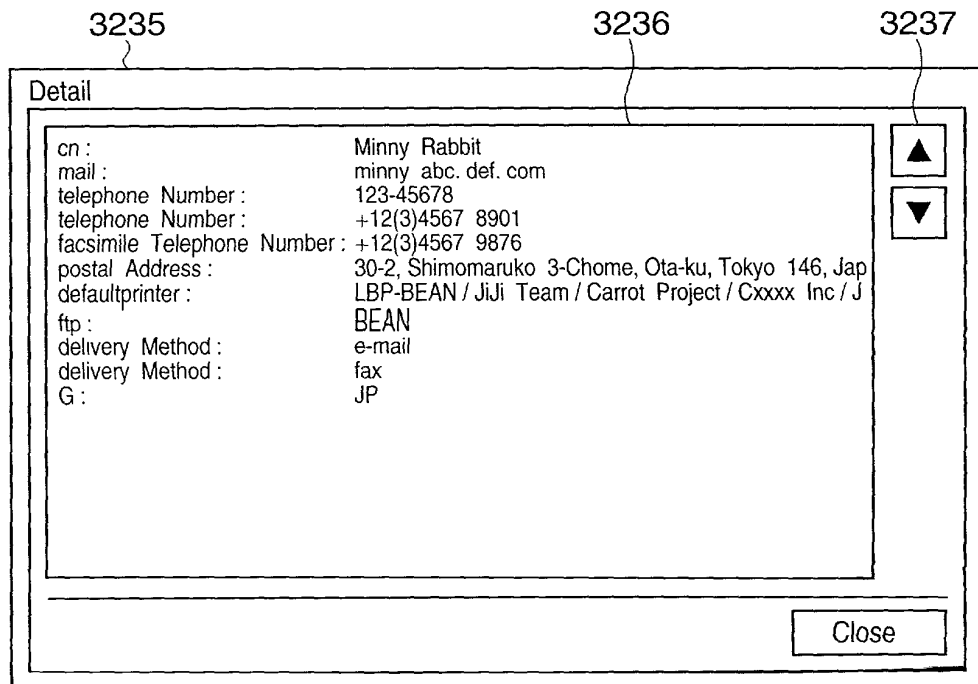 3235 3236 3237
Detail
cn : Minny Rabbit
mail : minny abc. def. com
telephone Number : 123-45678
telephone Number : +12(3)4567 8901
facsimile Telephone Number : +12(3)4567 9876
postal Address : 30-2, Shimomaruko 3-Chome, Ota-ku, Tokyo 146, Jap
defaultprinter : LBP-BEAN / JiJi Team / Carrot Project / Cxxxx Inc / J
ftp : BEAN
delivery Method : e-mail
delivery Method : fax
G : JP
▲
▼
Close